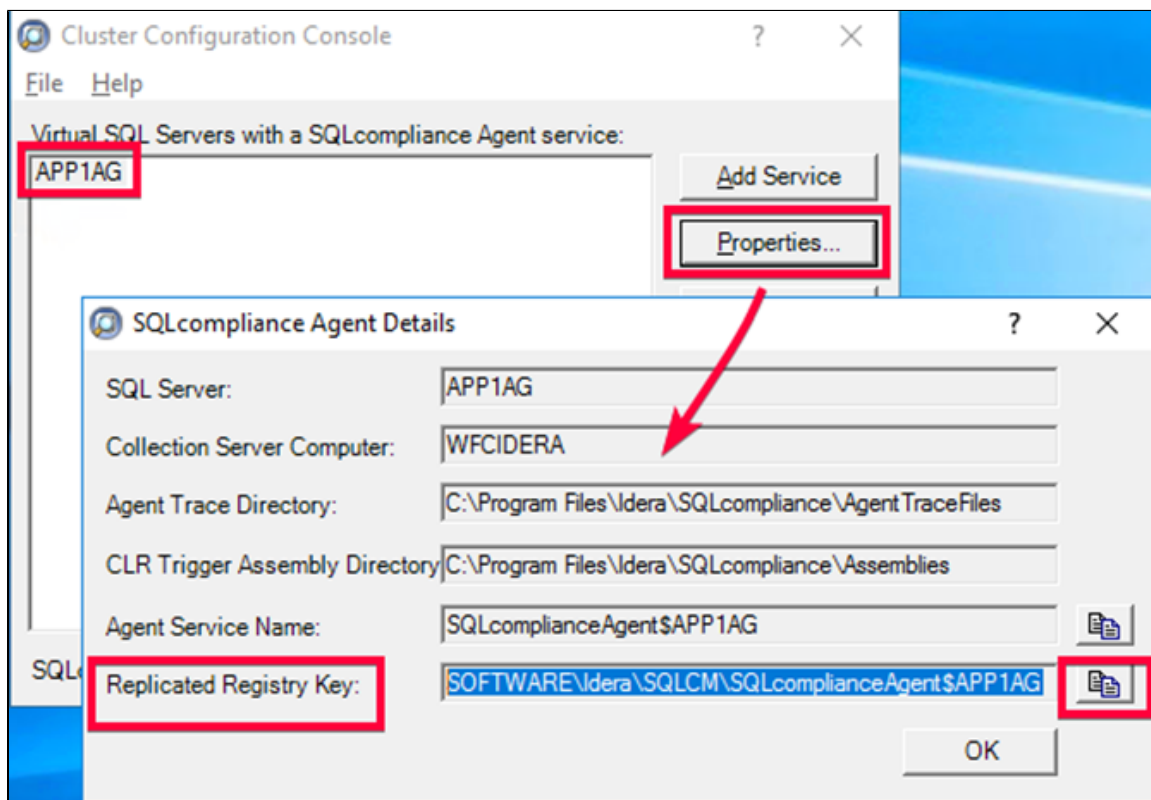 Cluster Configuration Console
File Help
Virtual SQL Servers with a SQLcompliance Agent service:
APP1AG
Add Service
Properties...
SQLcompliance Agent Details
SQL Server: APP1AG
Collection Server Computer: WFCIDERA
Agent Trace Directory: C:\Program Files\Idera\SQLcompliance\AgentTraceFiles
CLR Trigger Assembly Directory C:\Program Files\Idera\SQLcompliance\Assemblies
Agent Service Name: SQLcomplianceAgent$APP1AG
Replicated Registry Key: SOFTWARE\Idera\SQLCM\SQLcomplianceAgent$APP1AG
OK